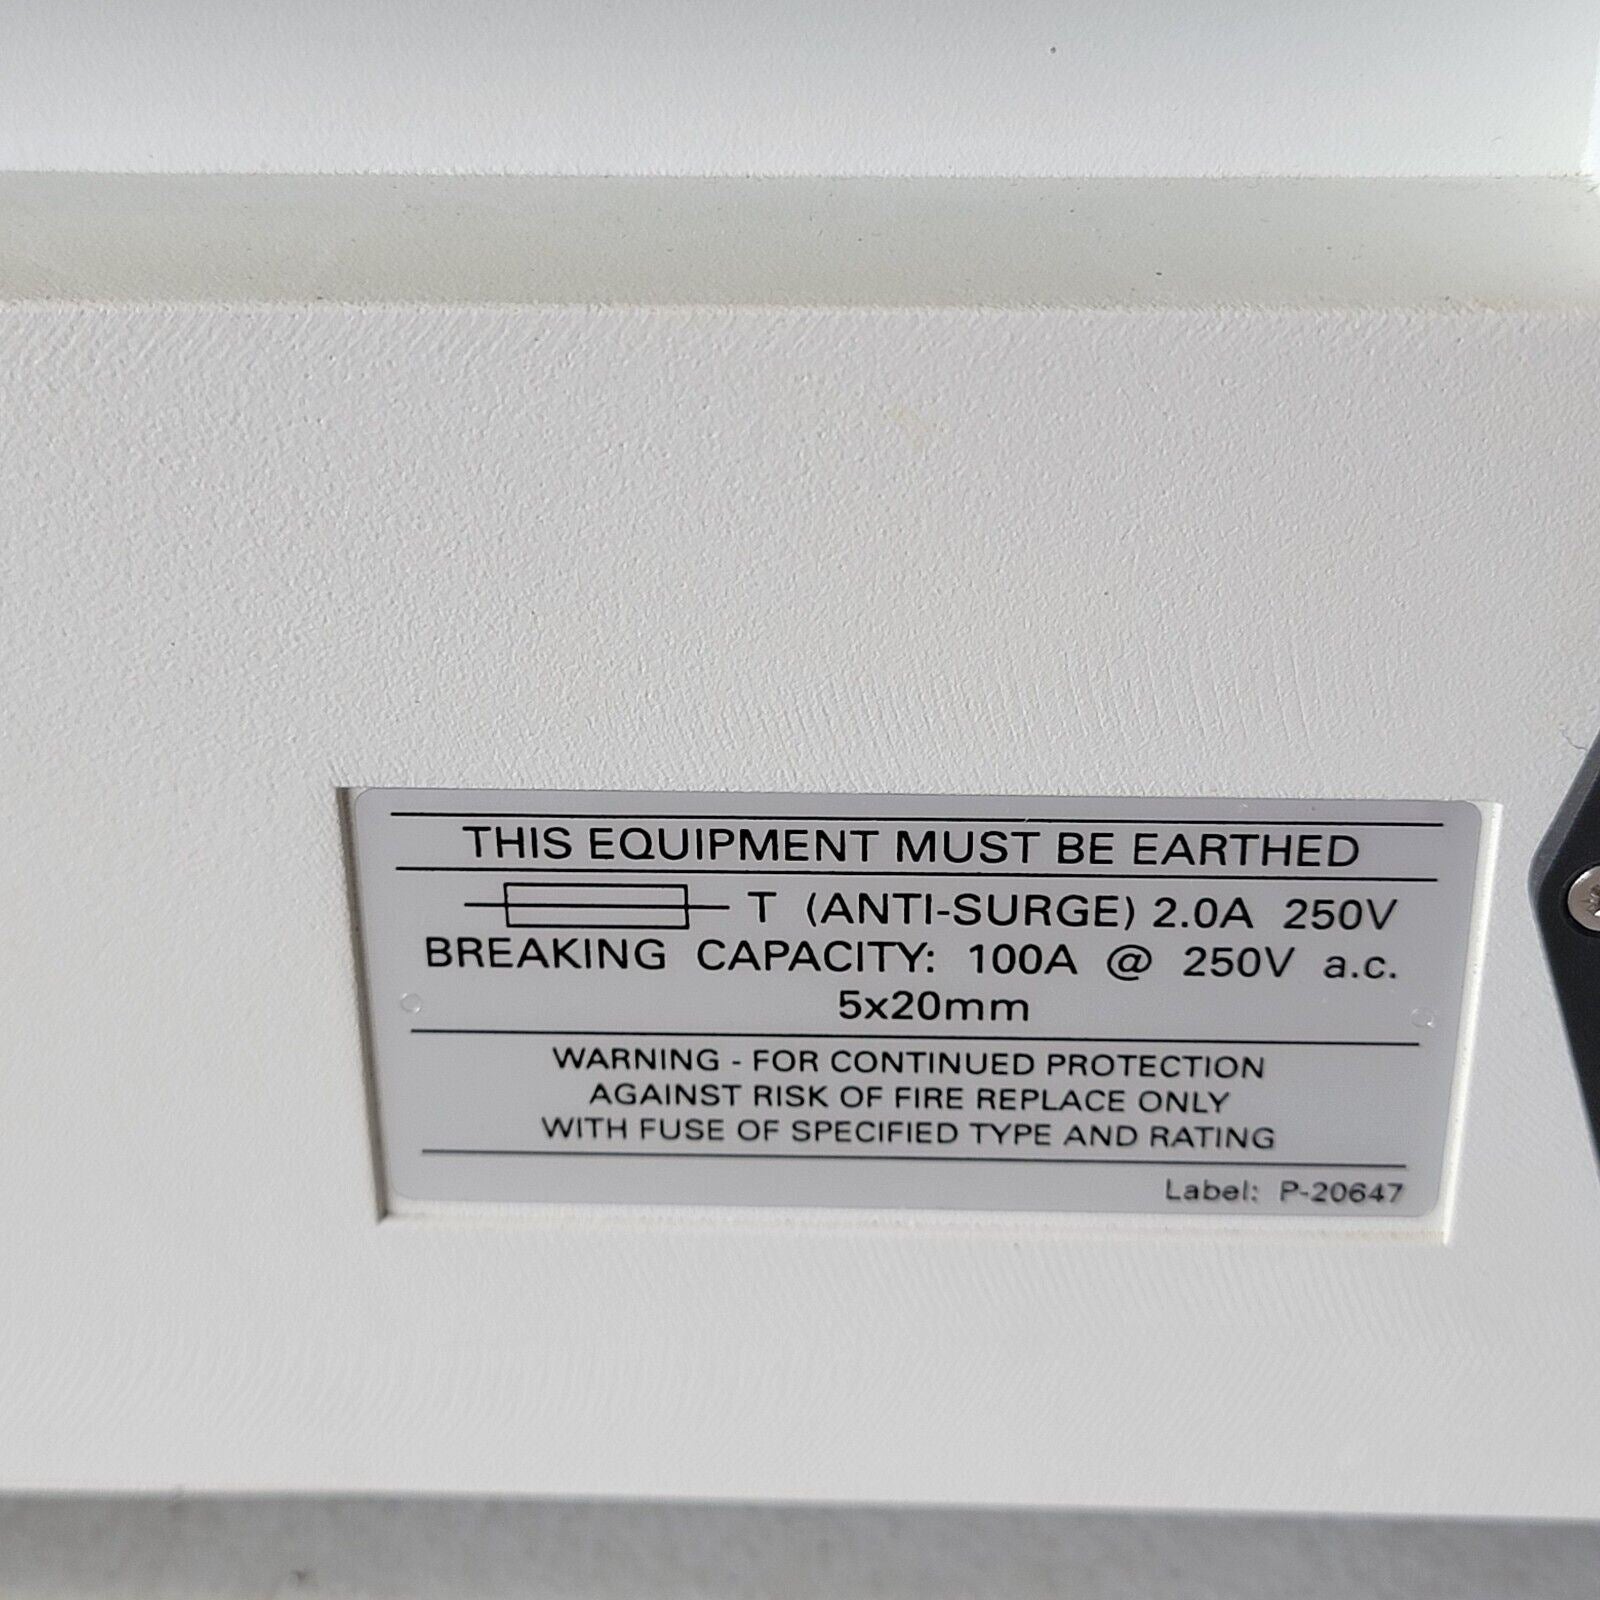 THIS EQUIPMENT MUST BE EARTHED
T (ANTI-SURGE) 2.0A 250V
BREAKING CAPACITY: 100A @ 250V a.c.
5x20mm
WARNING - FOR CONTINUED PROTECTION
AGAINST RISK OF FIRE REPLACE ONLY
WITH FUSE OF SPECIFIED TYPE AND RATING
Label: P-20647